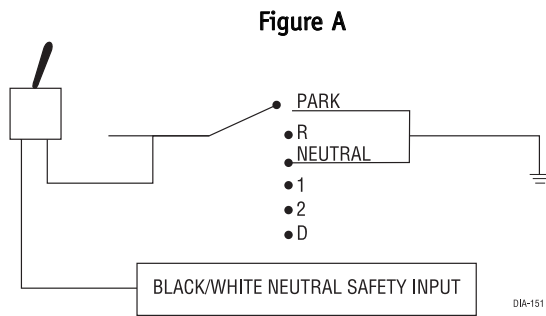 Figure A
PARK
R
NEUTRAL
1
2
D
BLACK/WHITE NEUTRAL SAFETY INPUT
DIA-151